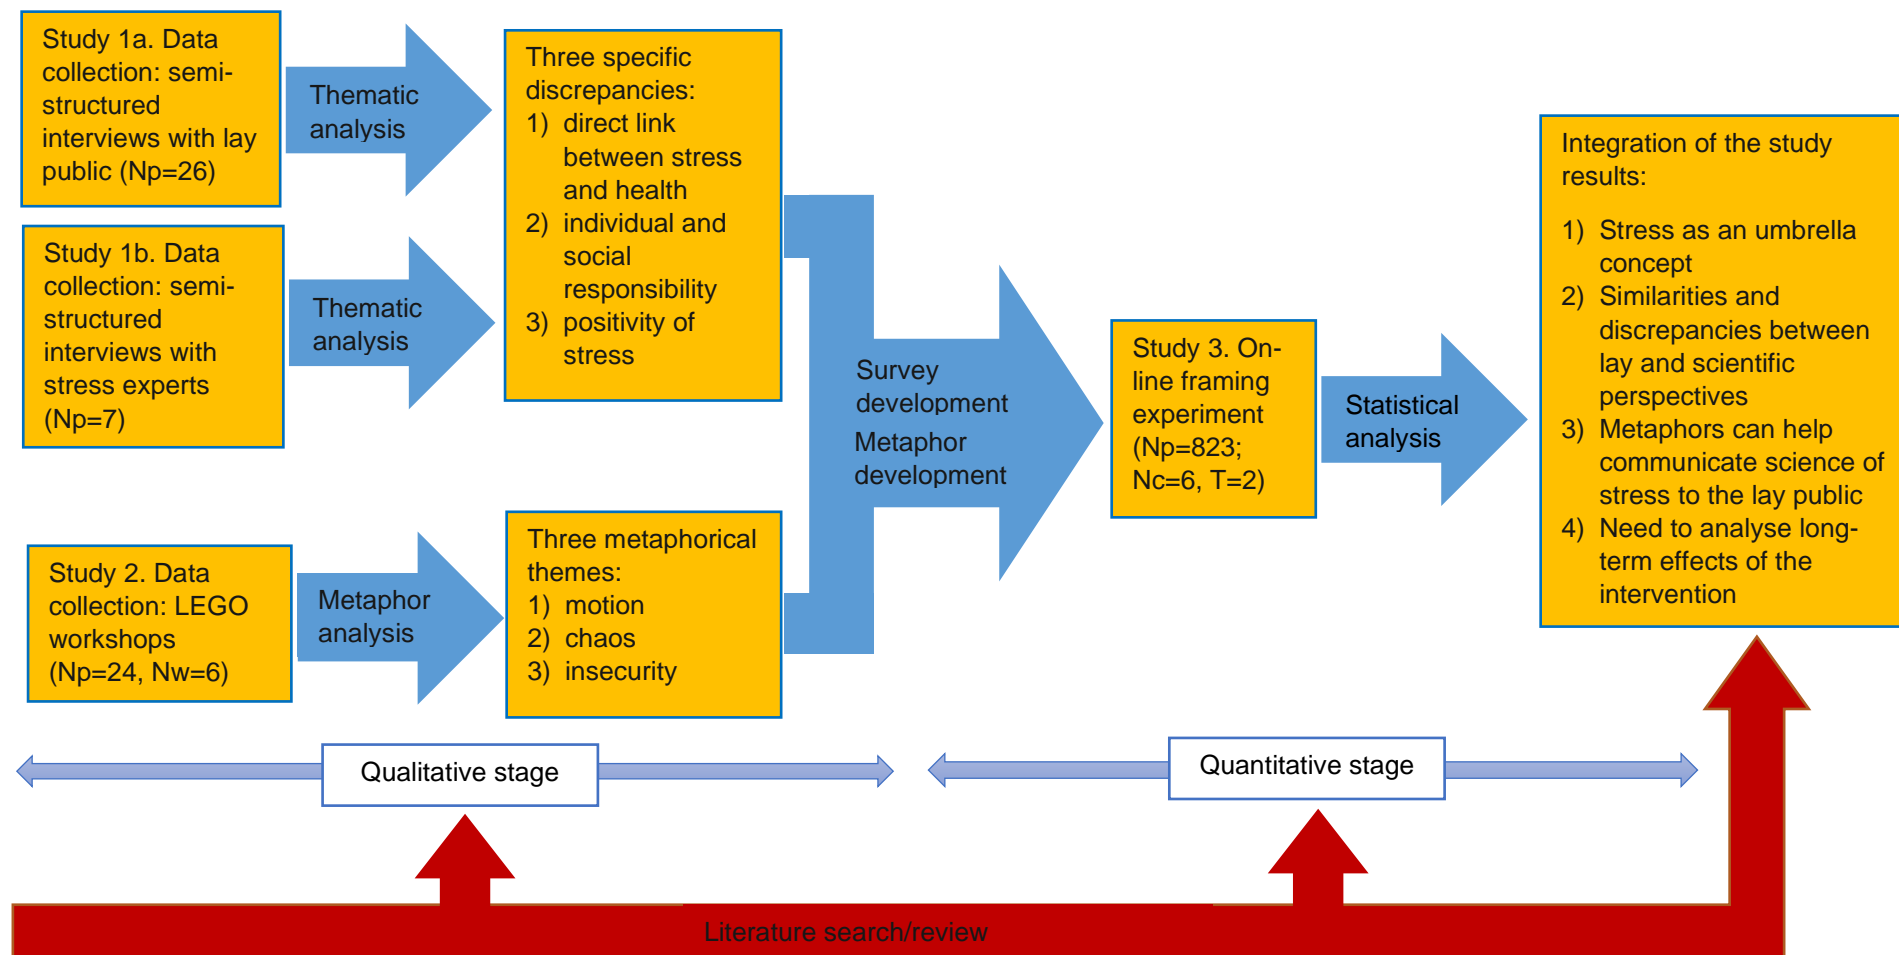 Study 1a. Data
collection: semi-
structured
interviews with lay
public (Np=26)
Thematic
analysis
Three specific
discrepancies:
1) direct link
between stress
and health
2) individual and
social
responsibility
3) positivity of
stress
Study 1b. Data
collection: semi-
structured
interviews with
stress experts
(Np=7)
Thematic
analysis
Study 2. Data
collection: LEGO
workshops
(Np=24, Nw=6)
Metaphor
analysis
Three metaphorical
themes:
1) motion
2) chaos
3) insecurity
Survey
development
Metaphor
development
Study 3. On-
line framing
experiment
(Np=823;
Nc=6, T=2)
Statistical
analysis
Integration of the study
results:
1) Stress as an umbrella
concept
2) Similarities and
discrepancies between
lay and scientific
perspectives
3) Metaphors can help
communicate science of
stress to the lay public
4) Need to analyse long-
term effects of the
intervention
Qualitative stage
Quantitative stage
Literature search/review